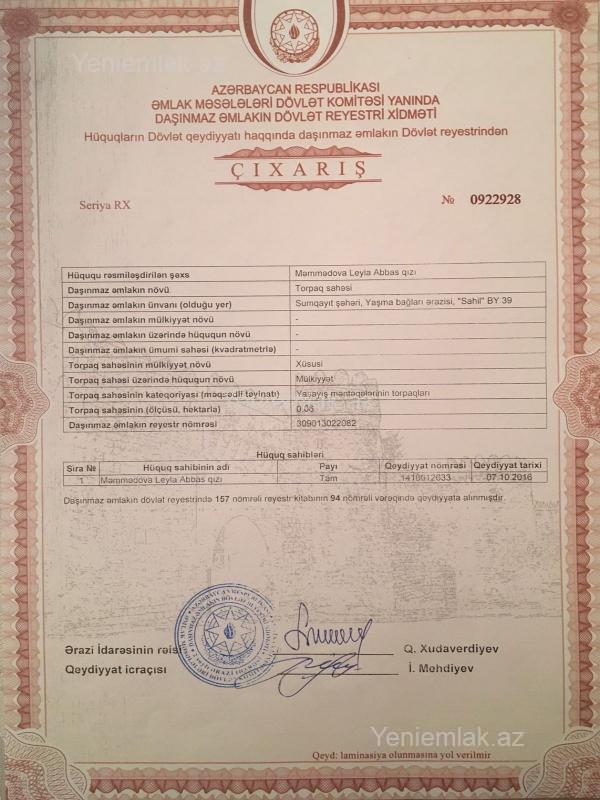 Yeniemlak.az
AZƏRBAYCAN RESPUBLİKASI
ƏMLAK MƏSƏLƏLƏRİ DÖVLƏT KOMİTƏSİ YANINDA
DAŞINMAZ ƏMLAKIN DÖVLƏT REYESTRİ XİDMƏTİ
Hüquqların Dövlət qeydiyyatı haqqında daşınmaz əmlakın Dövlət reyestrindən
ÇIXARIŞ
Seriya RX № 0922928
Hüququ rəsmiləşdirilən şəxs Məmmədova Leyla Abbas qızı
Daşınmaz əmlakın növü Torpaq sahəsi
Daşınmaz əmlakın ünvanı (olduğu yer) Sumqayıt şəhəri, Yaşma bağları ərazisi, "Sahil" BY 39
Daşınmaz əmlakın mülkiyyət növü -
Daşınmaz əmlakın üzərində hüququn növü -
Daşınmaz əmlakın ümumi sahəsi (kvadratmetrlə) -
Torpaq sahəsinin mülkiyyət növü Xüsusi
Torpaq sahəsi üzərində hüququn növü Mülkiyyət
Torpaq sahəsinin kateqoriyası (məqsədli təyinatı) Yaşayış məntəqələrinin torpaqları
Torpaq sahəsinin (ölçüsü, hektarla) 0,06
Daşınmaz əmlakın reyestr nömrəsi 309013022082
Hüquq sahibləri
Sıra № Hüquq sahibinin adı Payı Qeydiyyat nömrəsi Qeydiyyat tarixi
1 Məmmədova Leyla Abbas qızı Tam 1416012633 07.10.2016
Daşınmaz əmlakın dövlət reyestrində 157 nömrəli reyestr kitabının 94 nömrəli vərəqində qeydiyyata alınmışdır
Ərazi İdarəsinin rəisi Q. Xudaverdiyev
Qeydiyyat icraçısı İ. Mehdiyev
Yeniemlak.az
Qeyd: laminasiya olunmasına yol verilmir